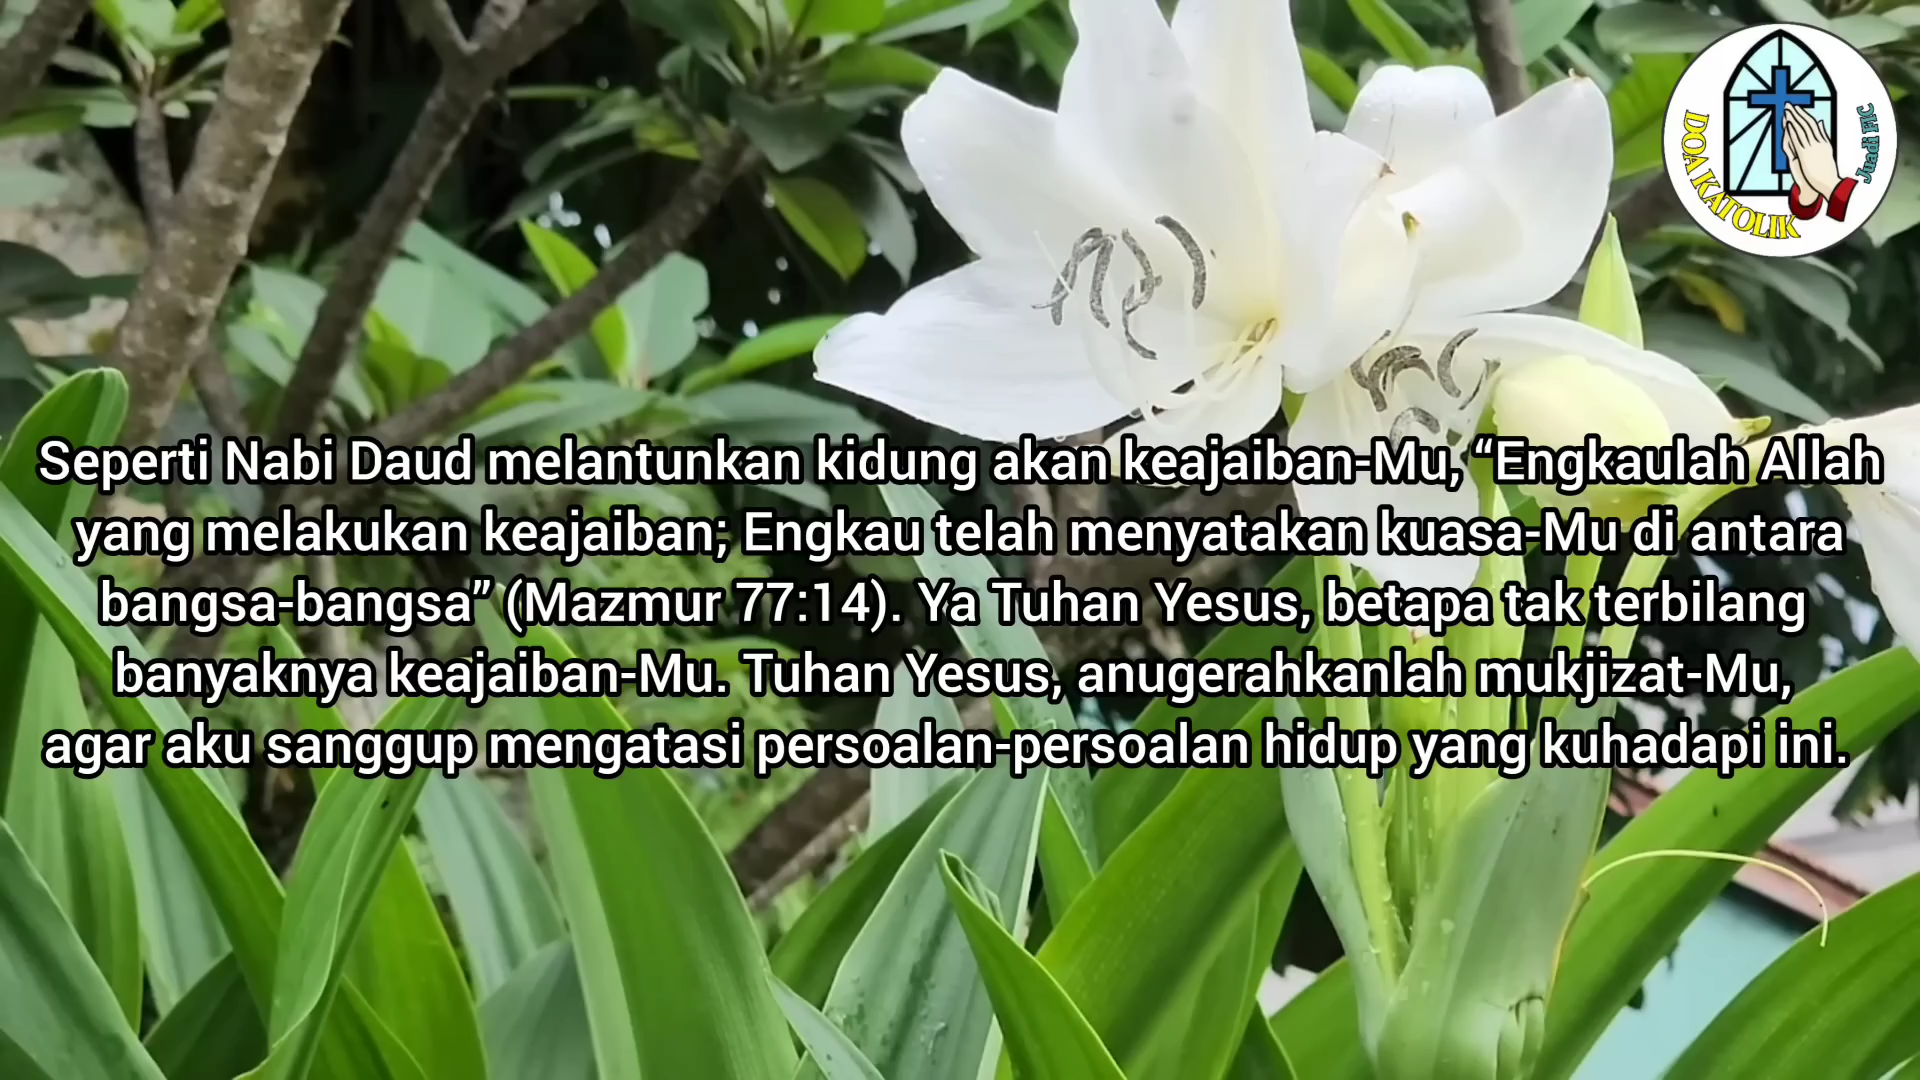 DOA KATOLIK
Juadi FIC
Seperti Nabi Daud melantunkan kidung akan keajaiban-Mu, “Engkaulah Allah
yang melakukan keajaiban; Engkau telah menyatakan kuasa-Mu di antara
bangsa-bangsa” (Mazmur 77:14). Ya Tuhan Yesus, betapa tak terbilang
banyaknya keajaiban-Mu. Tuhan Yesus, anugerahkanlah mukjizat-Mu,
agar aku sanggup mengatasi persoalan-persoalan hidup yang kuhadapi ini.